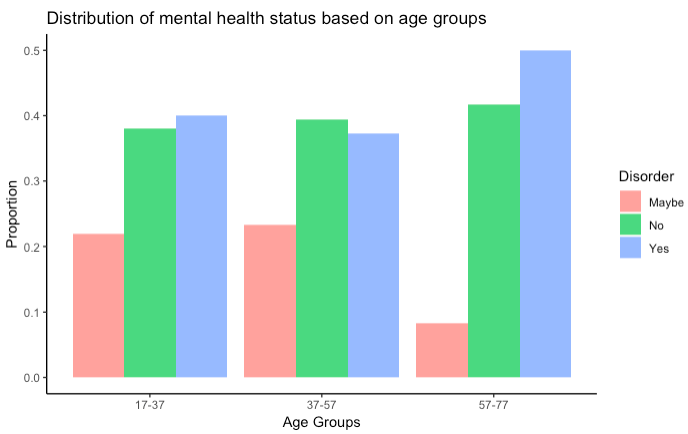 Distribution of mental health status based on age groups
0.5
0.4
0.3
0.2
0.1
0.0
Proportion
17-37
37-57
57-77
Age Groups
Disorder
Maybe
No
Yes